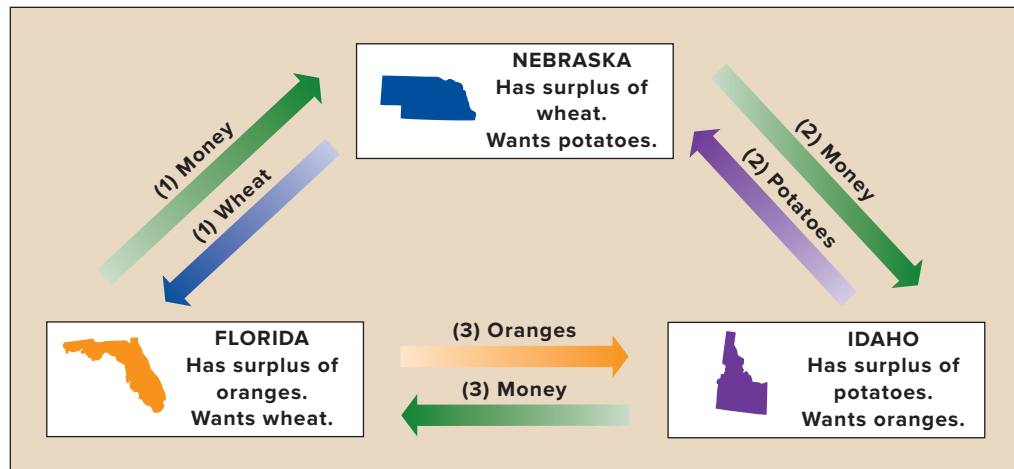 NEBRASKA
Has surplus of
wheat.
Wants potatoes.
(1) Money
(1) Wheat
(2) Money
(2) Potatoes
FLORIDA
Has surplus of
oranges.
Wants wheat.
(3) Oranges
(3) Money
IDAHO
Has surplus of
potatoes.
Wants oranges.